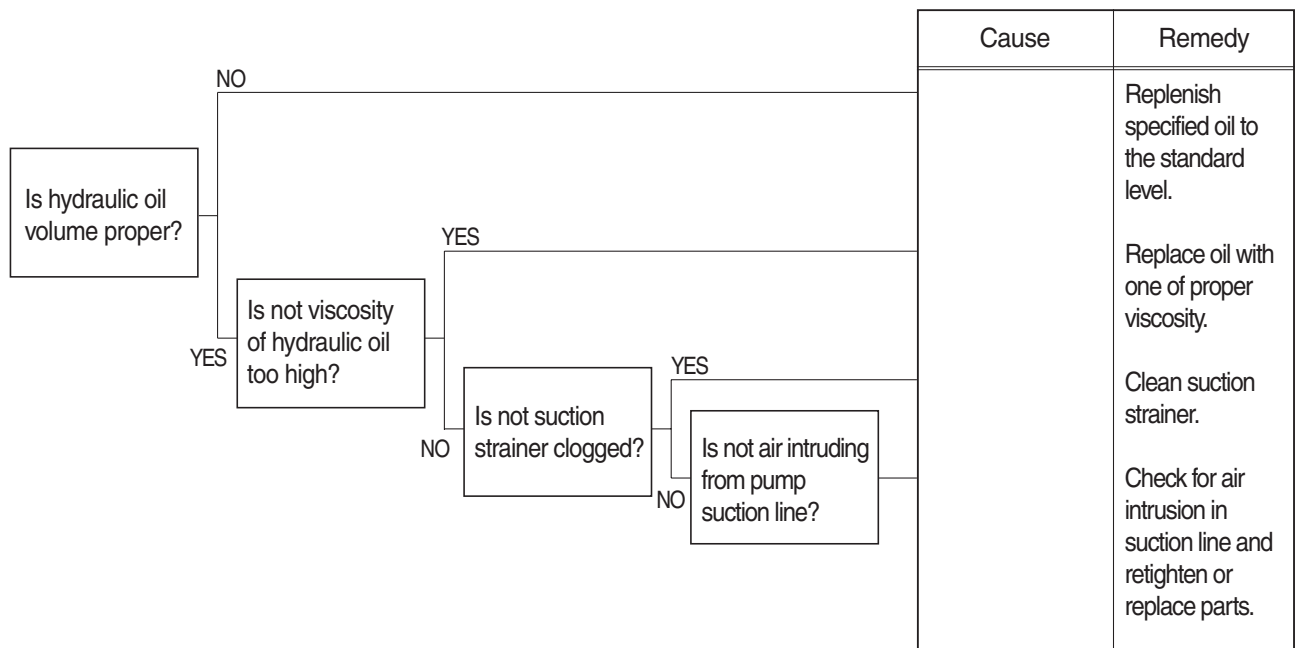 Cause
Remedy
NO
Replenish
specified oil to
the standard
level.
Is hydraulic oil
volume proper?
YES
Replace oil with
one of proper
viscosity.
YES
Is not viscosity
of hydraulic oil
too high?
YES
Clean suction
strainer.
NO
Is not suction
strainer clogged?
NO
Is not air intruding
from pump
suction line?
Check for air
intrusion in
suction line and
retighten or
replace parts.